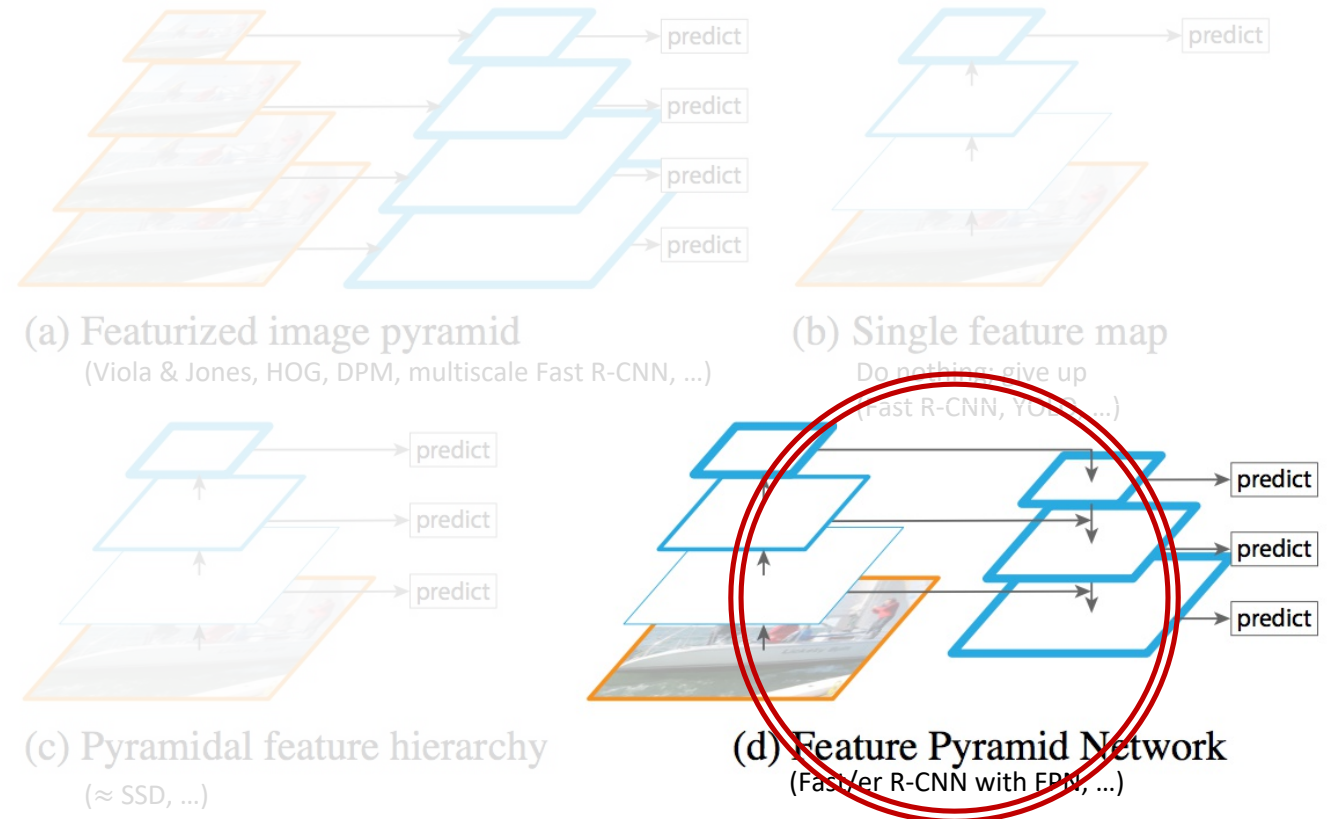 predict
predict
predict
predict
predict
(a) Featurized image pyramid
(Viola & Jones, HOG, DPM, multiscale Fast R-CNN, ...)
(b) Single feature map
Do nothing; give up
(Fast R-CNN, YOLO, ...)
predict
predict
predict
predict
predict
predict
(c) Pyramidal feature hierarchy
(≈ SSD, ...)
(d) Feature Pyramid Network
(Fast/er R-CNN with FPN, ...)